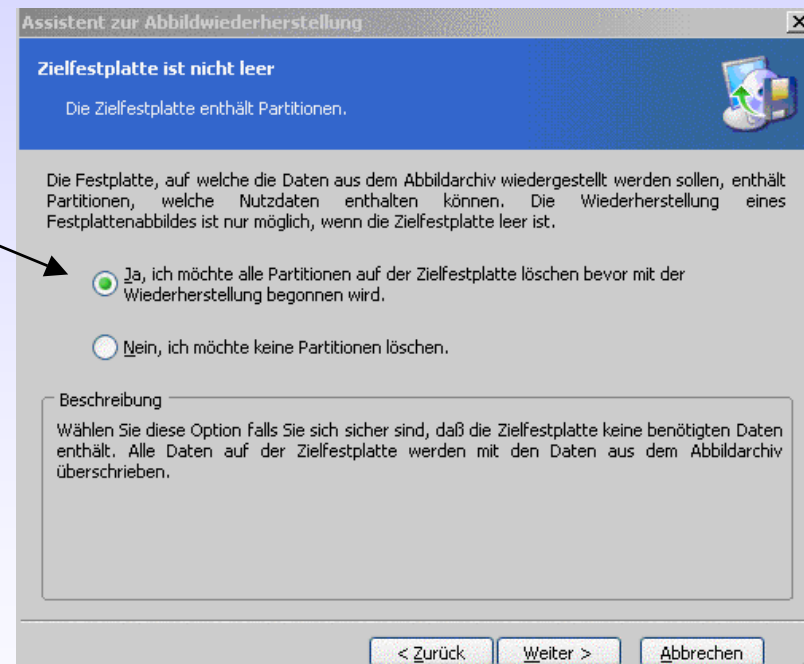 Assistent zur Abbildwiederherstellung
Zielfestplatte ist nicht leer
Die Zielfestplatte enthält Partitionen.
Die Festplatte, auf welche die Daten aus dem Abbildarchiv wiedergestellt werden sollen, enthält
Partitionen, welche Nutzdaten enthalten können. Die Wiederherstellung eines
Festplattenabbildes ist nur möglich, wenn die Zielfestplatte leer ist.
Ja, ich möchte alle Partitionen auf der Zielfestplatte löschen bevor mit der
Wiederherstellung begonnen wird.
Nein, ich möchte keine Partitionen löschen.
Beschreibung
Wählen Sie diese Option falls Sie sich sicher sind, daß die Zielfestplatte keine benötigten Daten
enthält. Alle Daten auf der Zielfestplatte werden mit den Daten aus dem Abbildarchiv
überschrieben.
< Zurück Weiter > Abbrechen